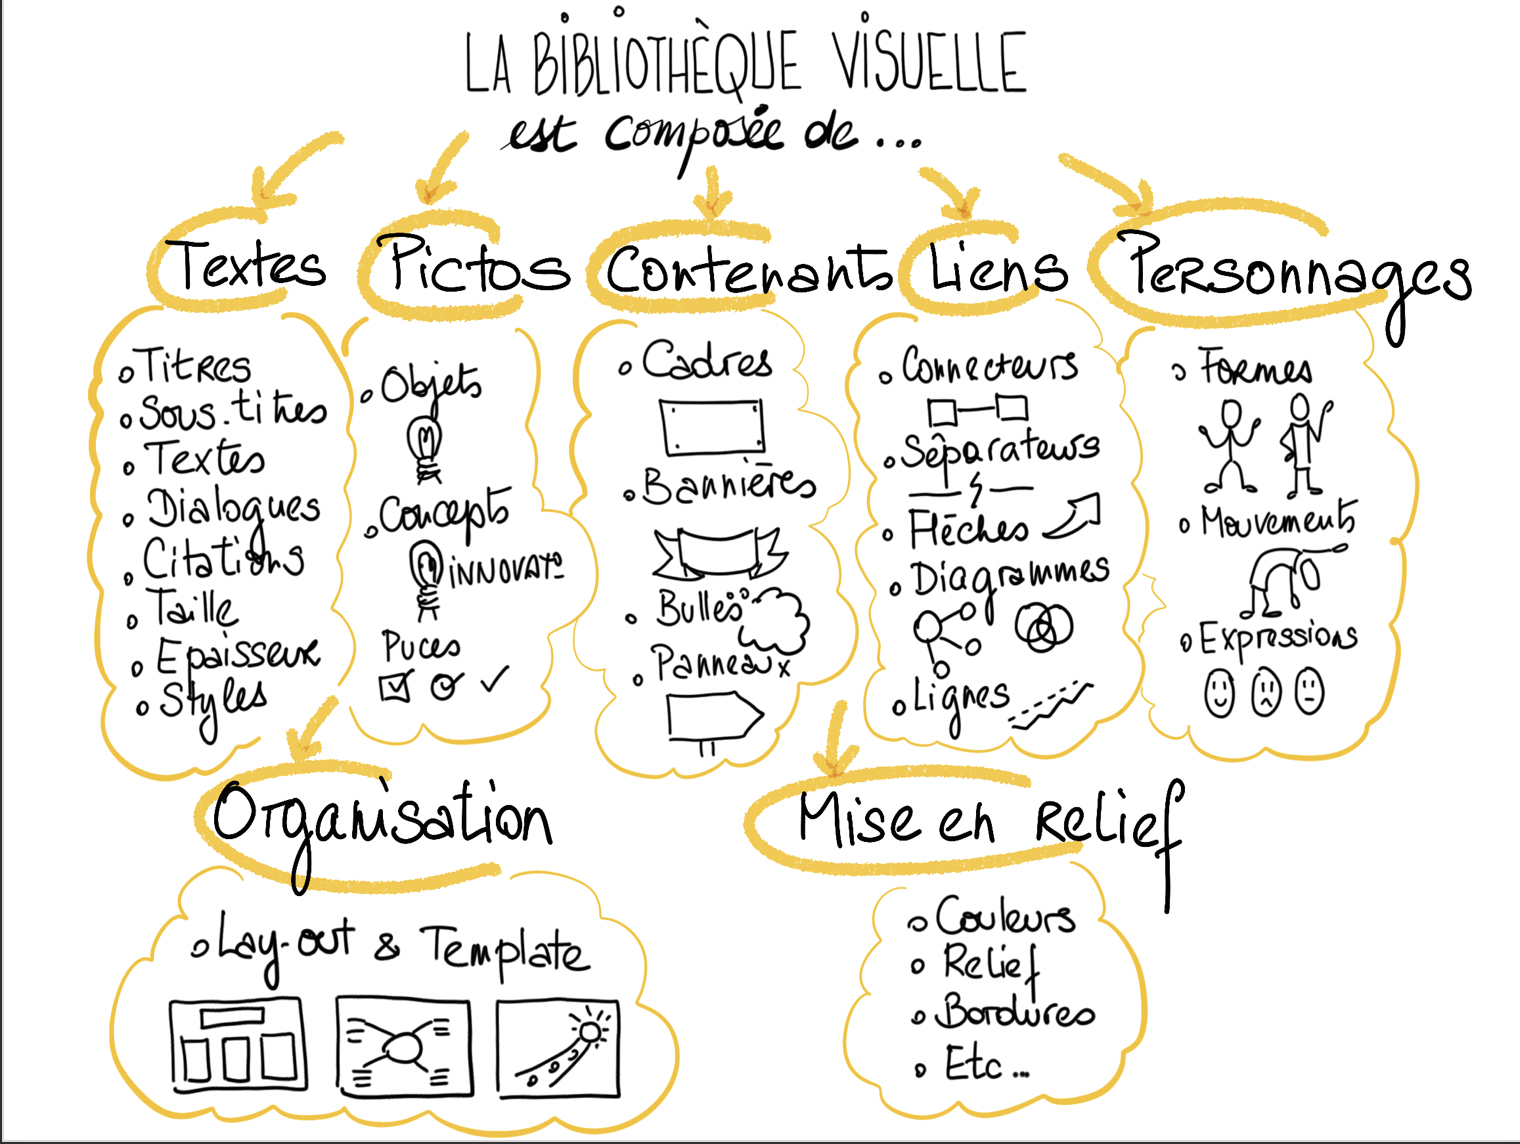 LA BIBLIOTHÈQUE VISUELLE
est composée de...
Textes
Pictos
Contenants
Liens
Personnages
Titres
Sous-titres
Textes
Dialogues
Citations
Taille
Epaisseur
Styles
Objets
Concepts
INNOVAT°
Puces
Cadres
Bannières
Bulles
Panneaux
Connecteurs
Séparateurs
Flêches
Diagrammes
Lignes
Formes
Mouvements
Expressions
Organisation
Lay-out & Template
Mise en relief
Couleurs
Relief
Bordures
Etc...